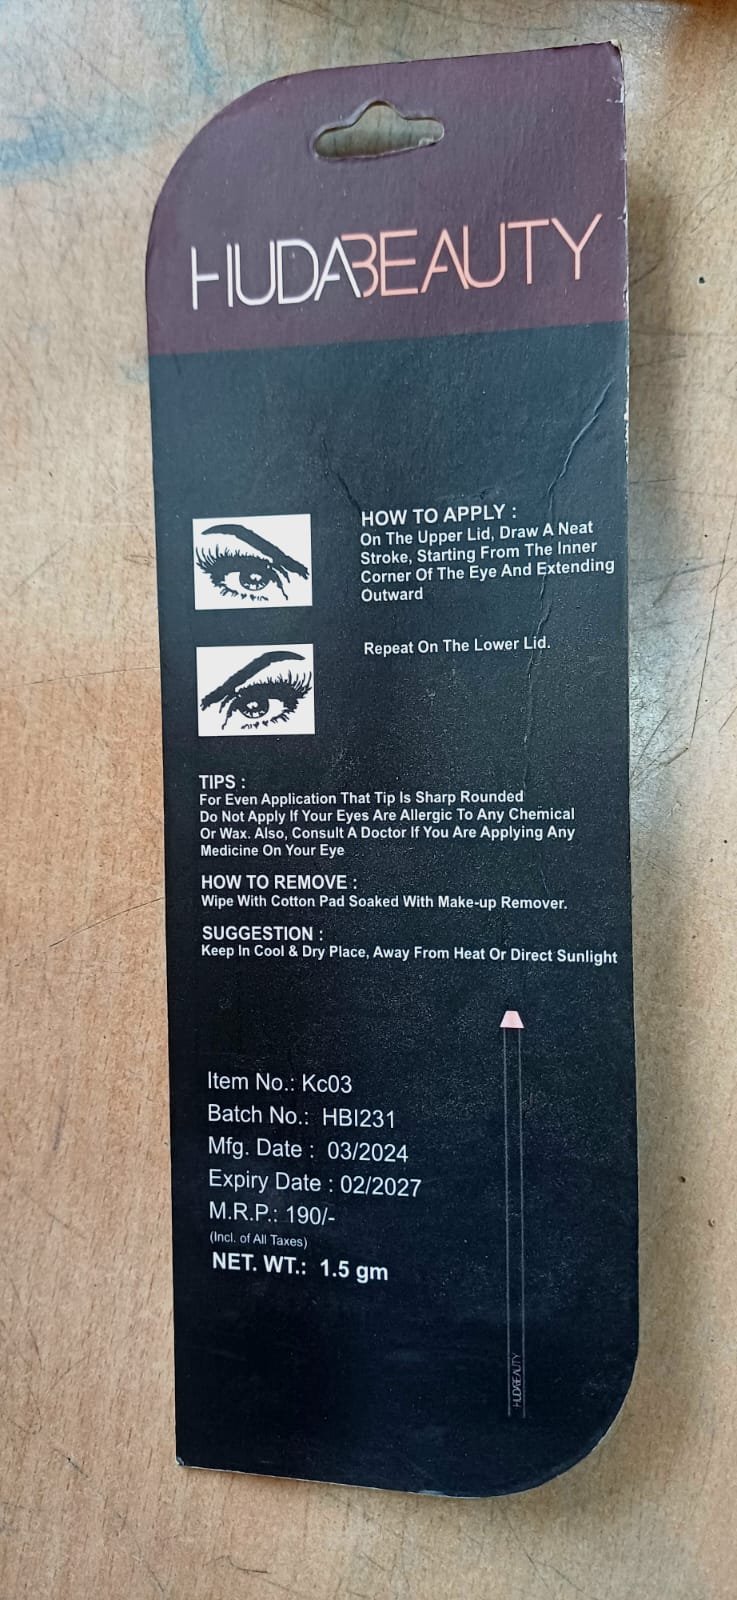 HUDABEAUTY
HOW TO APPLY :
On The Upper Lid, Draw A Neat
Stroke, Starting From The Inner
Corner Of The Eye And Extending
Outward
Repeat On The Lower Lid.
TIPS :
For Even Application That Tip Is Sharp Rounded
Do Not Apply If Your Eyes Are Allergic To Any Chemical
Or Wax. Also, Consult A Doctor If You Are Applying Any
Medicine On Your Eye
HOW TO REMOVE :
Wipe With Cotton Pad Soaked With Make-up Remover.
SUGGESTION :
Keep In Cool & Dry Place, Away From Heat Or Direct Sunlight
Item No.: Kc03
Batch No.: HBI231
Mfg. Date : 03/2024
Expiry Date : 02/2027
M.R.P.: 190/-
(Incl. of All Taxes)
NET. WT.: 1.5 gm
HUDABEAUTY